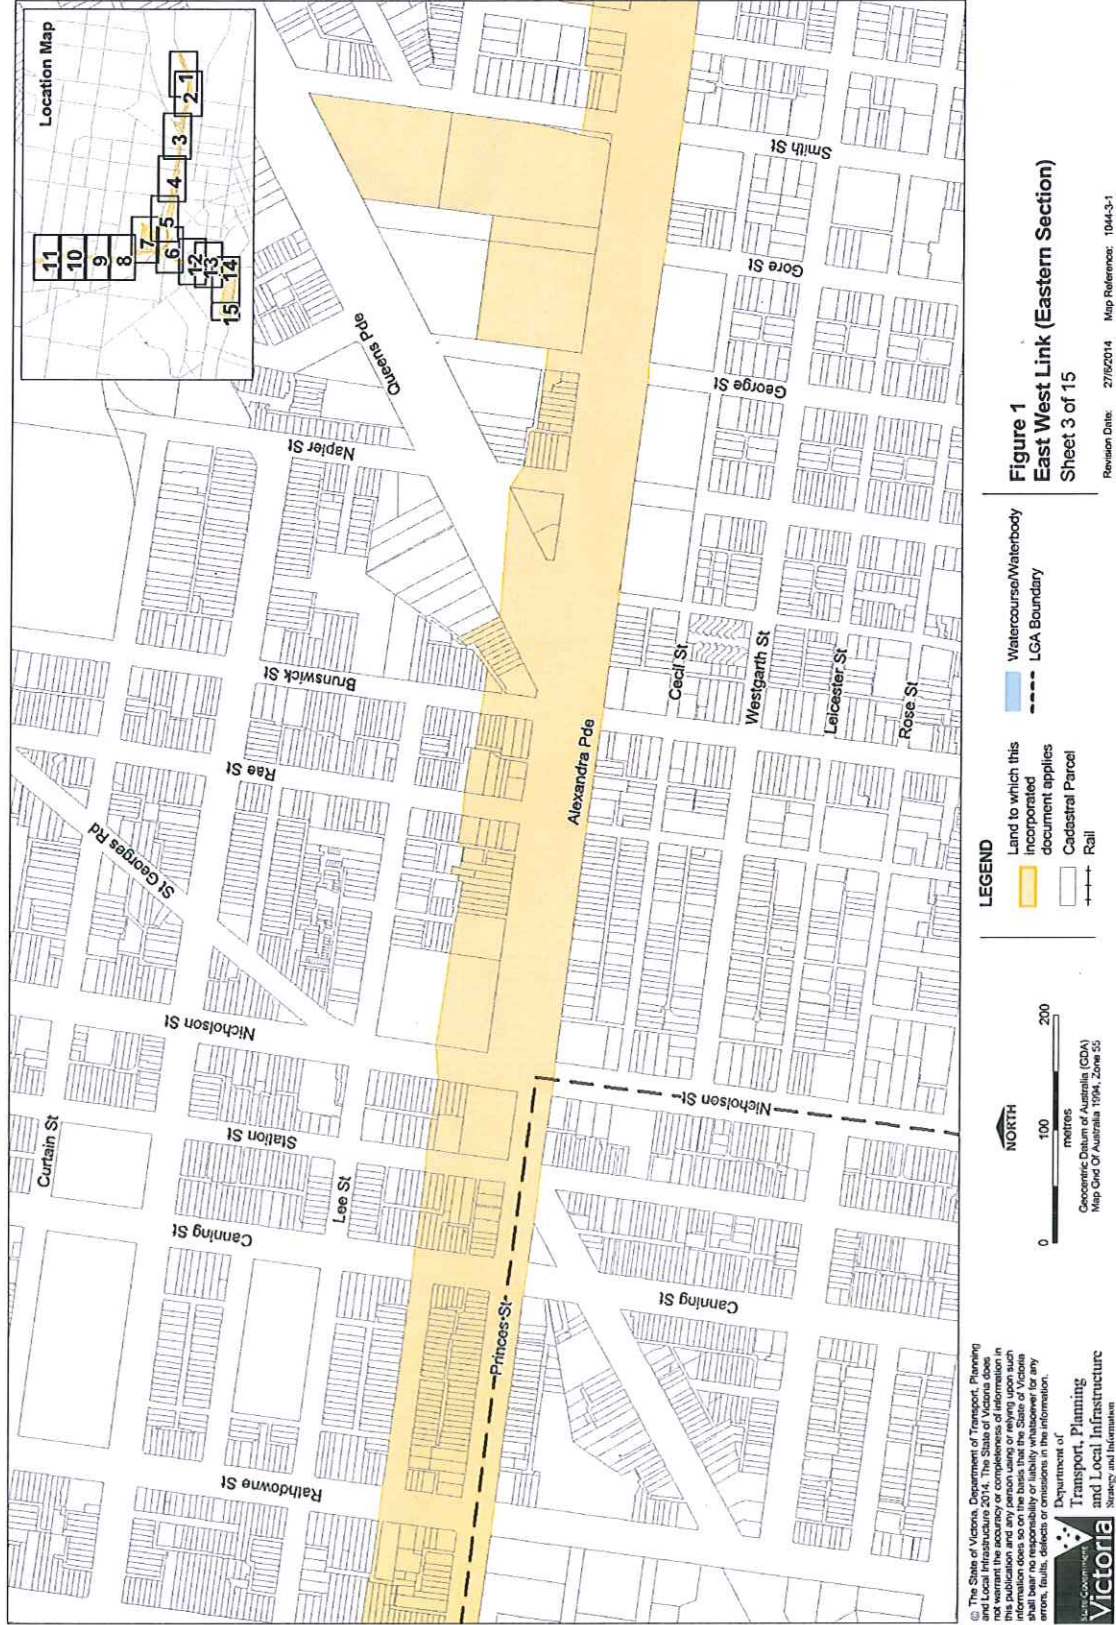 Location Map
11
10
9
8
7
6
5
4
3
2
1
12
13
14
15
Curtain St
St Georges Rd
Napier St
Queens Pde
Rae St
Brunswick St
Nicholson St
Station St
Lee St
Canning St
Rathdowne St
Princes St
Alexandra Pde
Nicholson St
Canning St
Cecil St
Westgarth St
Leicester St
Rose St
George St
Gore St
Smith St
© The State of Victoria, Department of Transport, Planning
and Local Infrastructure 2014. The State of Victoria does
not warrant the accuracy or completeness of information in
this publication and any person using or relying upon such
information does so on the basis that the State of Victoria
shall bear no responsibility or liability whatsoever for any
errors, faults, defects or omissions in the information.
State Government
Victoria
Department of
Transport, Planning
and Local Infrastructure
Strategy and Information
NORTH
0 100 200
metres
Geocentric Datum of Australia (GDA)
Map Grid Of Australia 1994, Zone 55
LEGEND
Land to which this
incorporated
document applies
Cadastral Parcel
Rail
Watercourse/Waterbody
LGA Boundary
Figure 1
East West Link (Eastern Section)
Sheet 3 of 15
Revision Date: 27/6/2014 Map Reference: 1044-3-1